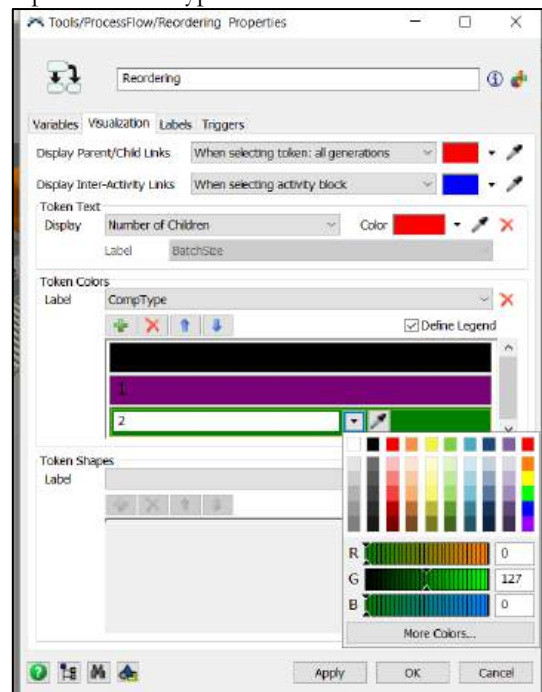 Tools/ProcessFlow/Reordering Properties
Reordering
Variables Visualization Labels Triggers
Display Parent/Child Links When selecting token: all generations
Display Inter-Activity Links When selecting activity block
Token Text
Display Number of Children Color
Label BatchSize
Token Colors
Label CompType
Define Legend
1
2
Token Shapes
Label
R 0
G 127
B 0
More Colors...
Apply OK Cancel